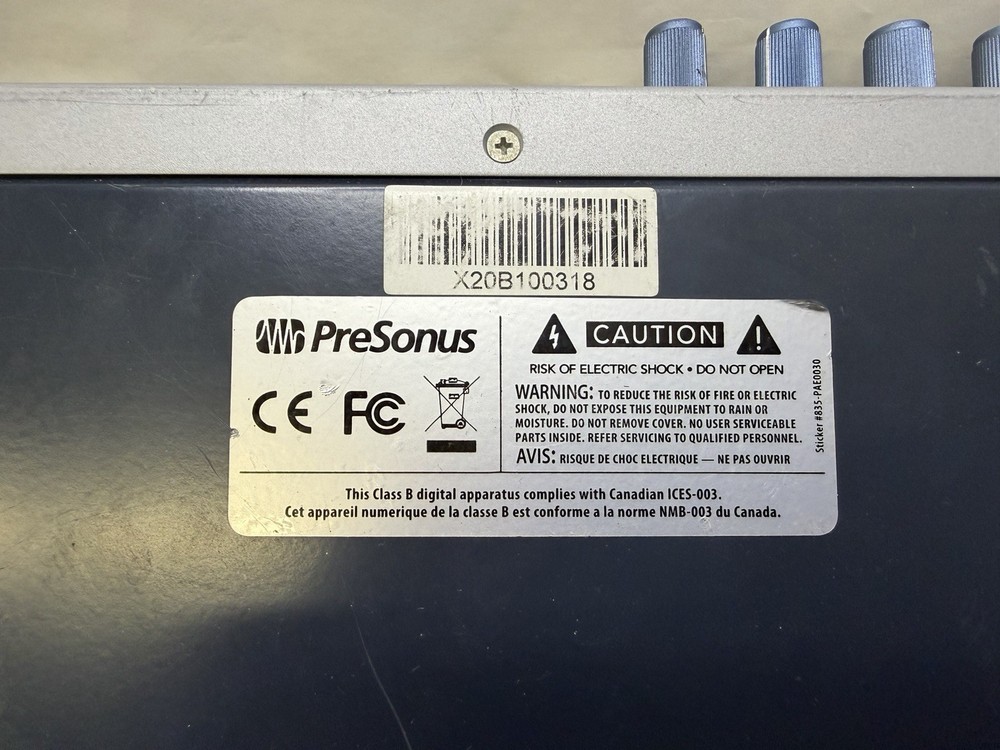 X20B100318
PreSonus
CE FC
CAUTION
RISK OF ELECTRIC SHOCK • DO NOT OPEN
WARNING: TO REDUCE THE RISK OF FIRE OR ELECTRIC
SHOCK, DO NOT EXPOSE THIS EQUIPMENT TO RAIN OR
MOISTURE. DO NOT REMOVE COVER. NO USER SERVICEABLE
PARTS INSIDE. REFER SERVICING TO QUALIFIED PERSONNEL.
AVIS: RISQUE DE CHOC ELECTRIQUE — NE PAS OUVRIR
Sticker #835-PAE0030
This Class B digital apparatus complies with Canadian ICES-003.
Cet appareil numerique de la classe B est conforme a la norme NMB-003 du Canada.